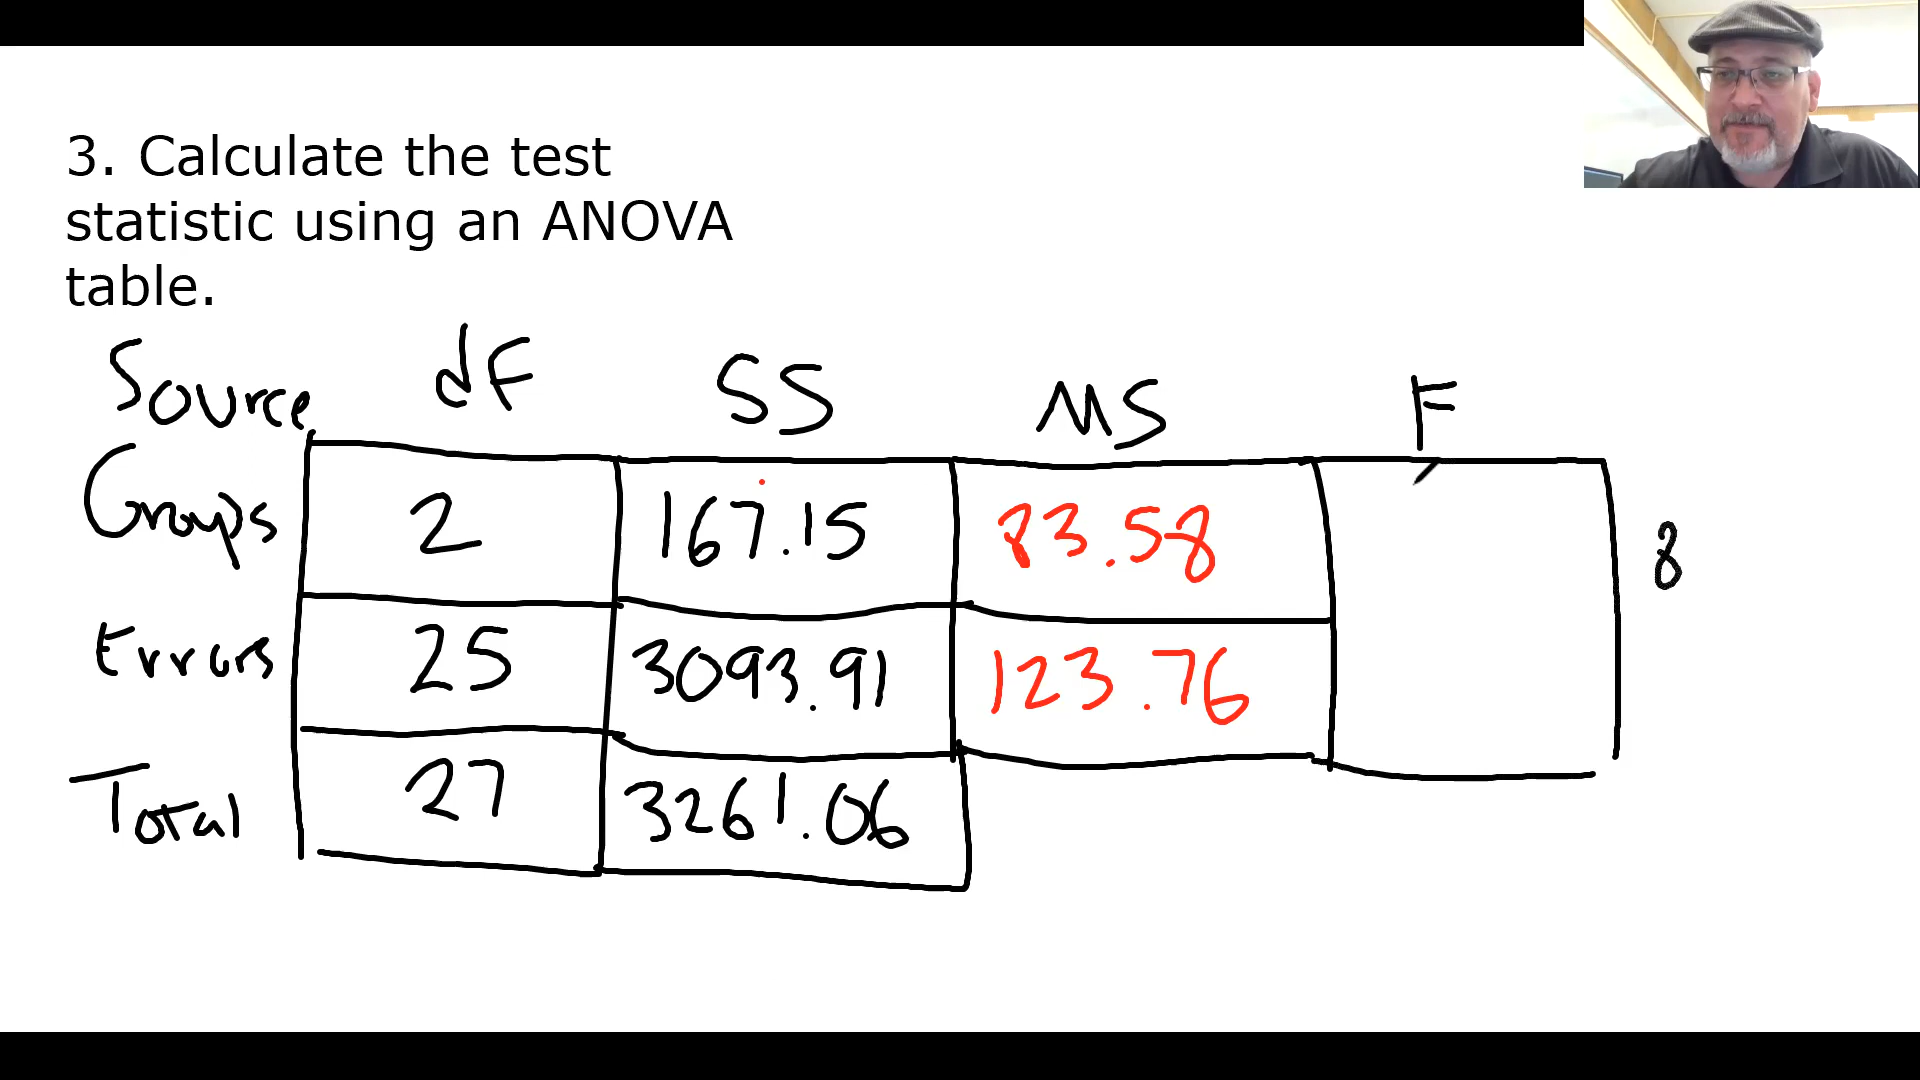 3. Calculate the test
statistic using an ANOVA
table.
Source df SS MS F
Groups 2 167.15 83.58 8
Errors 25 3093.91 123.76
Total 27 3261.06